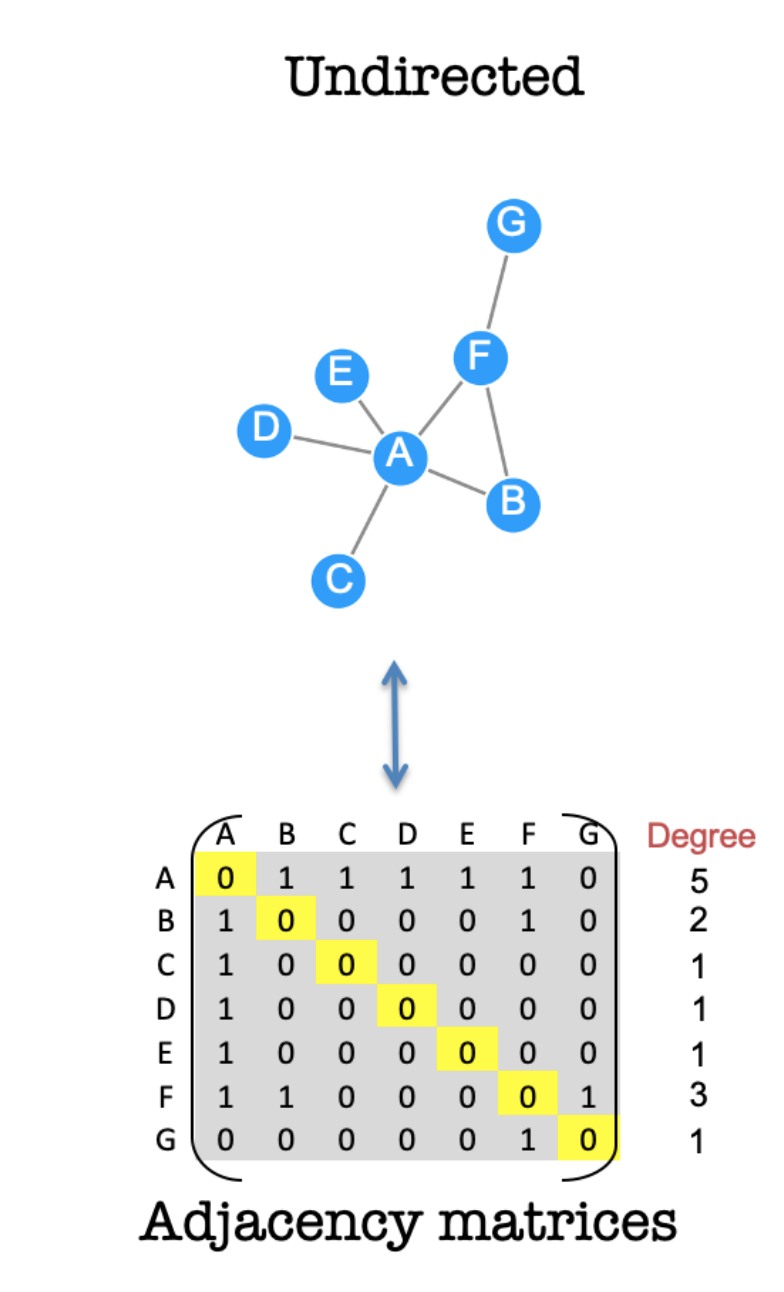 Undirected
G
F
E
D
A
B
C
A B C D E F G Degree
A 0 1 1 1 1 1 0 5
B 1 0 0 0 0 1 0 2
C 1 0 0 0 0 0 0 1
D 1 0 0 0 0 0 0 1
E 1 0 0 0 0 0 0 1
F 1 1 0 0 0 0 1 3
G 0 0 0 0 0 1 0 1
Adjacency matrices